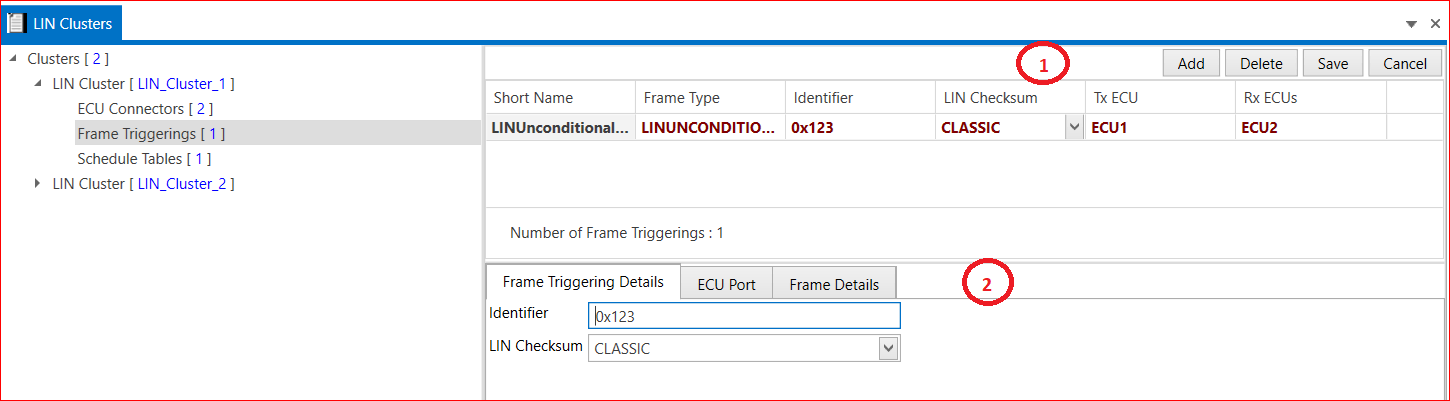 LIN Clusters
Clusters [ 2 ]
LIN Cluster [ LIN_Cluster_1 ]
ECU Connectors [ 2 ]
Frame Triggerings [ 1 ]
Schedule Tables [ 1 ]
LIN Cluster [ LIN_Cluster_2 ]
1
Add Delete Save Cancel
Short Name Frame Type Identifier LIN Checksum Tx ECU Rx ECUs
LINUnconditional... LINUNCONDITIO... 0x123 CLASSIC ECU1 ECU2
Number of Frame Triggerings : 1
Frame Triggering Details ECU Port Frame Details
2
Identifier 0x123
LIN Checksum CLASSIC